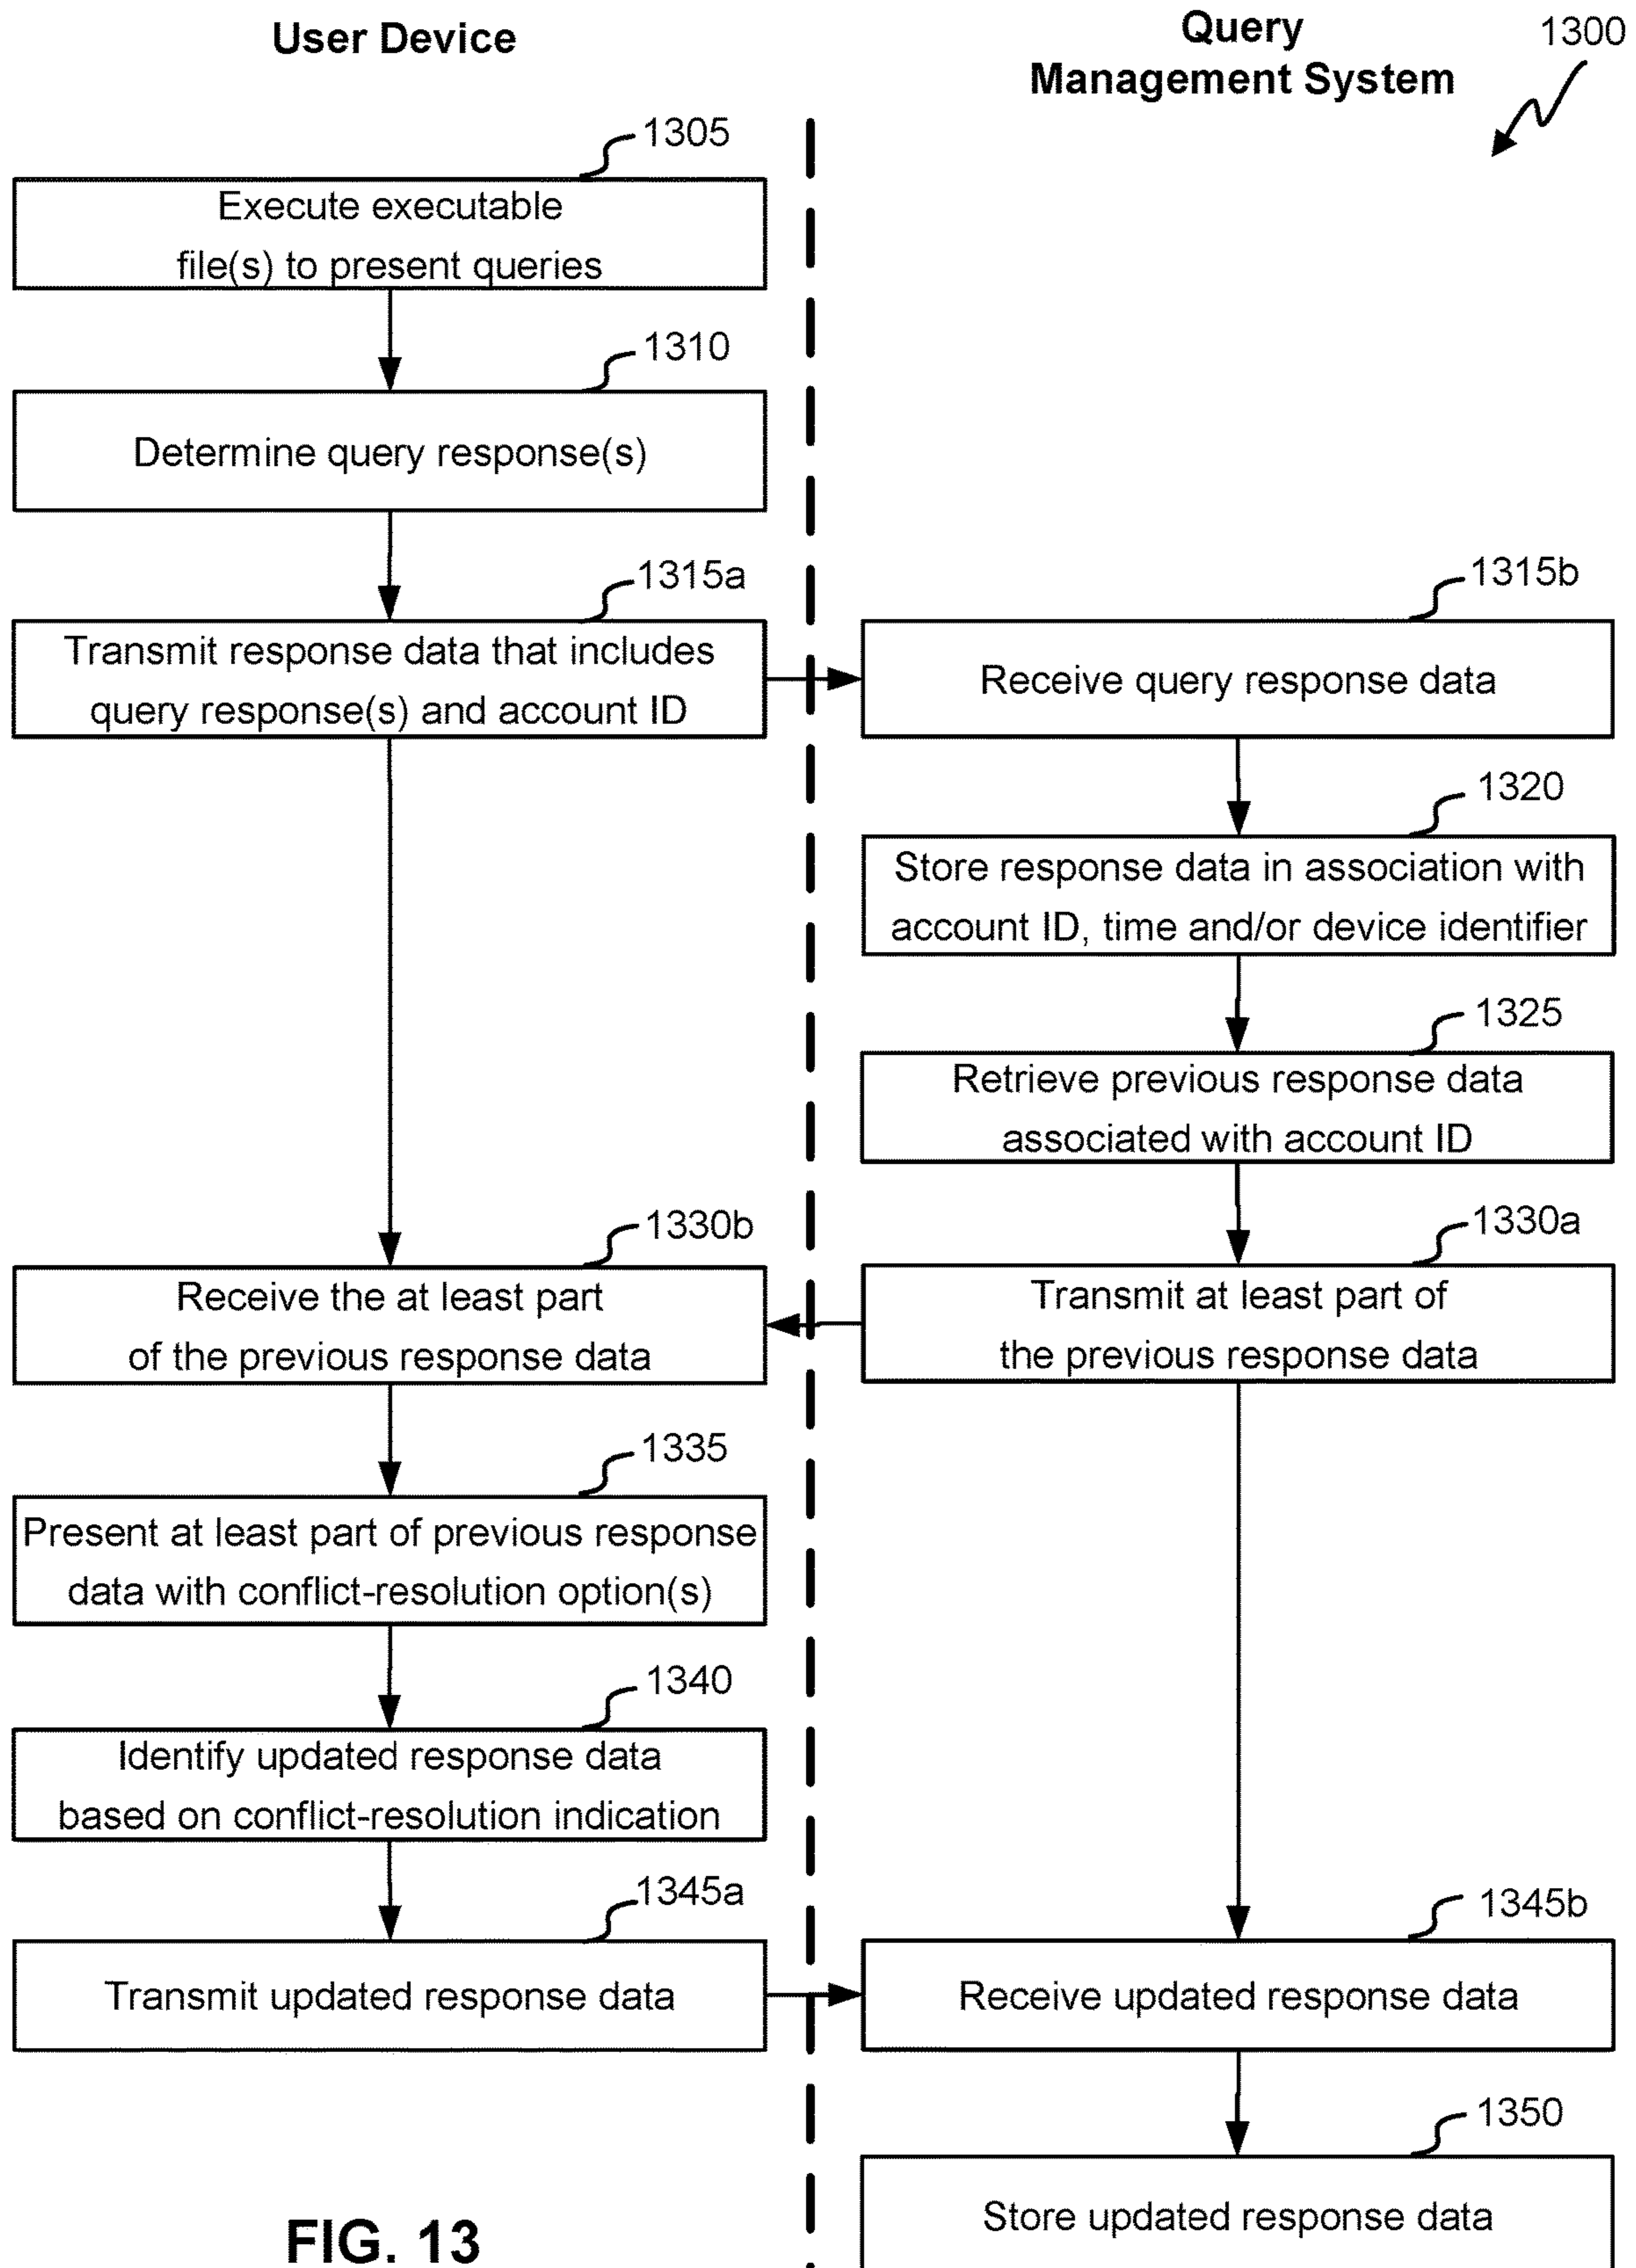 User Device
Query
Management System
1300
1305
Execute executable
file(s) to present queries
1310
Determine query response(s)
1315a
Transmit response data that includes
query response(s) and account ID
1315b
Receive query response data
1320
Store response data in association with
account ID, time and/or device identifier
1325
Retrieve previous response data
associated with account ID
1330a
Transmit at least part of
the previous response data
1330b
Receive the at least part
of the previous response data
1335
Present at least part of previous response
data with conflict-resolution option(s)
1340
Identify updated response data
based on conflict-resolution indication
1345a
Transmit updated response data
1345b
Receive updated response data
1350
Store updated response data
FIG. 13